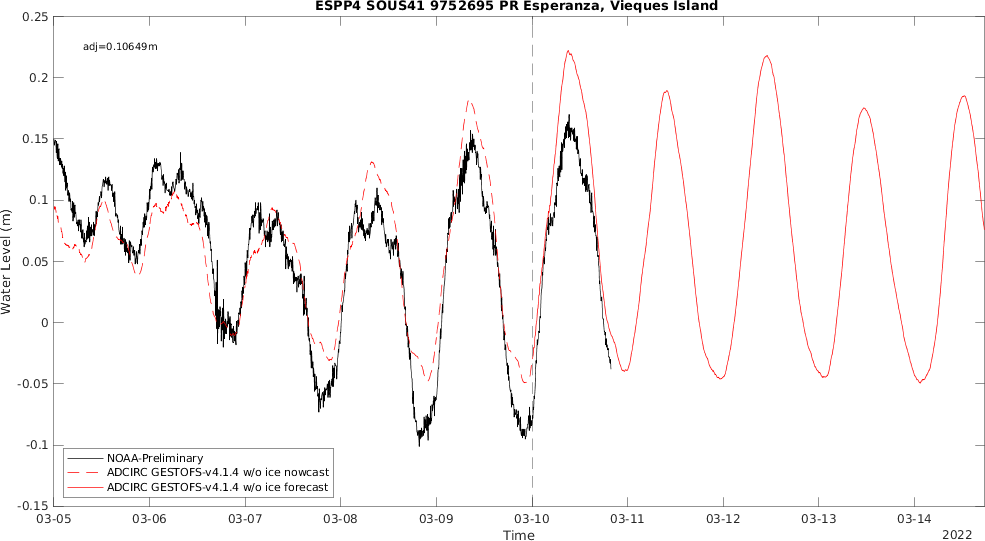 ESPP4 SOUS41 9752695 PR Esperanza, Vieques Island
adj=0.10649m
0.25
0.2
0.15
0.1
0.05
0
-0.05
-0.1
-0.15
Water Level (m)
NOAA-Preliminary
ADCIRC GESTOFS-v4.1.4 w/o ice nowcast
ADCIRC GESTOFS-v4.1.4 w/o ice forecast
03-05 03-06 03-07 03-08 03-09 03-10 03-11 03-12 03-13 03-14
Time
2022